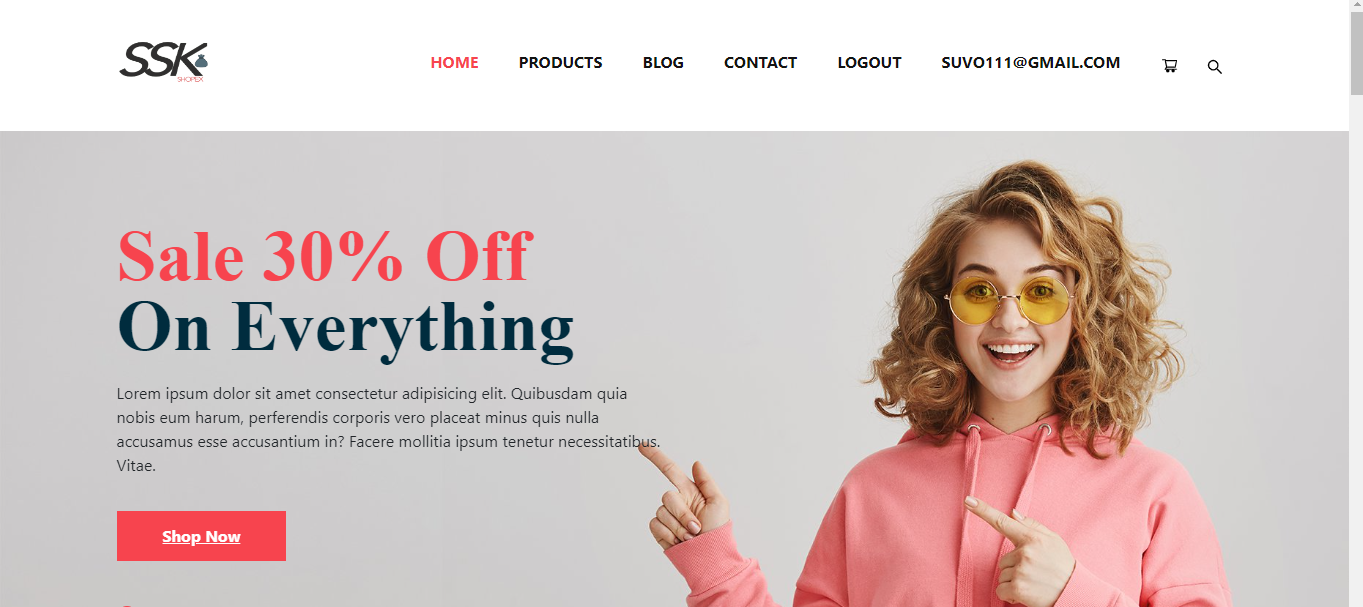 SSK
SHOPEX
HOME
PRODUCTS
BLOG
CONTACT
LOGOUT
SUVO111@GMAIL.COM
Sale 30% Off
On Everything
Lorem ipsum dolor sit amet consectetur adipisicing elit. Quibusdam quia
nobis eum harum, perferendis corporis vero placeat minus quis nulla
accusamus esse accusantium in? Facere mollitia ipsum tenetur necessitatibus.
Vitae.
Shop Now